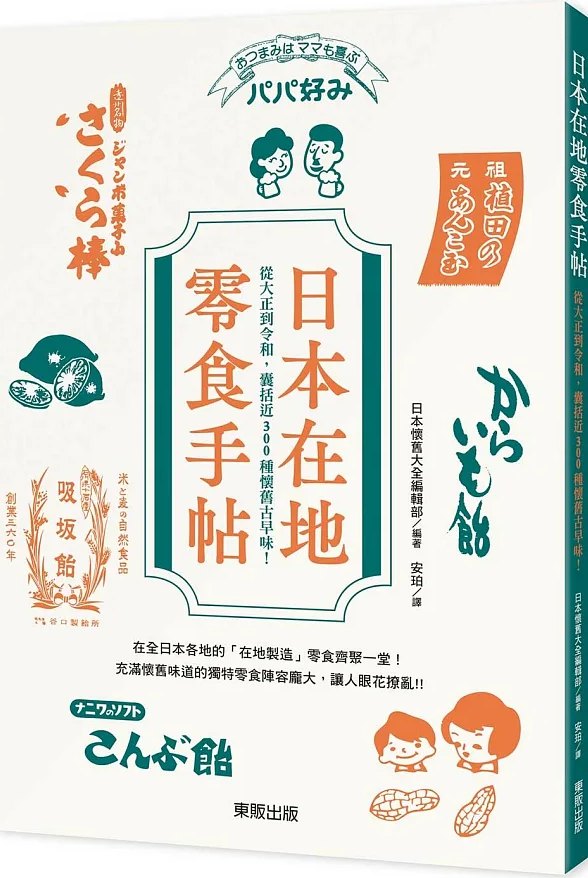 おつまみは ママも喜ぶ
パパ好み
遠州名物
ジャンボ菓子
さくら棒
元祖
植田の
あんこ玉
日本在地
零食手帖
從大正到令和，囊括近300種懷舊古早味！
日本懷舊大全編輯部／編著 安珀／譯
からいも飴
米と麦の自然食品
吸坂飴
創業三六〇年
谷口製飴所
在全日本各地的「在地製造」零食齊聚一堂！
充滿懷舊味道的獨特零食陣容龐大，讓人眼花撩亂!!
ナニワのソフト
こんぶ飴
東販出版
日本在地零食手帖
從大正到令和，囊括近300種懷舊古早味！
日本懷舊大全編輯部／編著
安珀／譯
東販出版